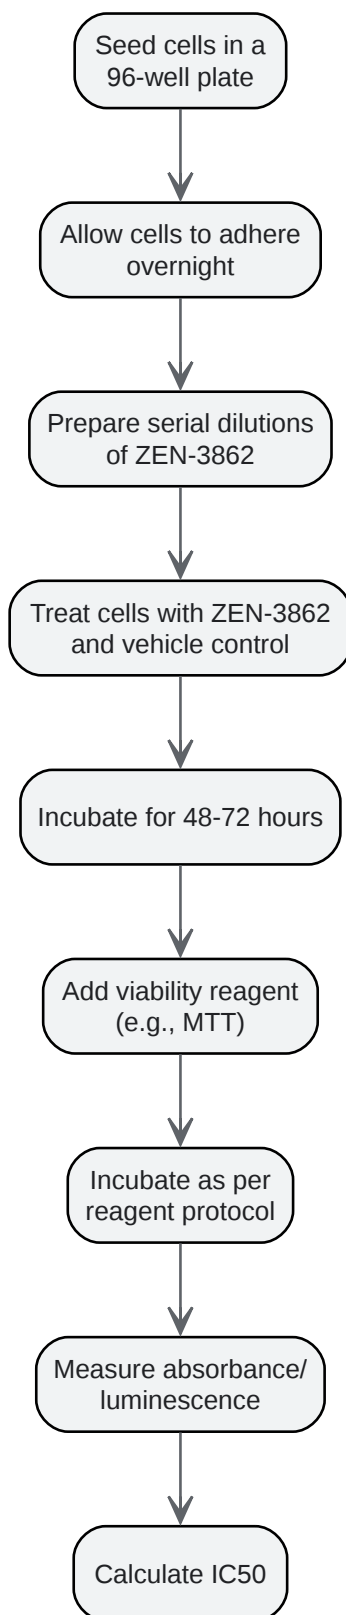 Seed cells in a
96-well plate
Allow cells to adhere
overnight
Prepare serial dilutions
of ZEN-3862
Treat cells with ZEN-3862
and vehicle control
Incubate for 48-72 hours
Add viability reagent
(e.g., MTT)
Incubate as per
reagent protocol
Measure absorbance/
luminescence
Calculate IC50